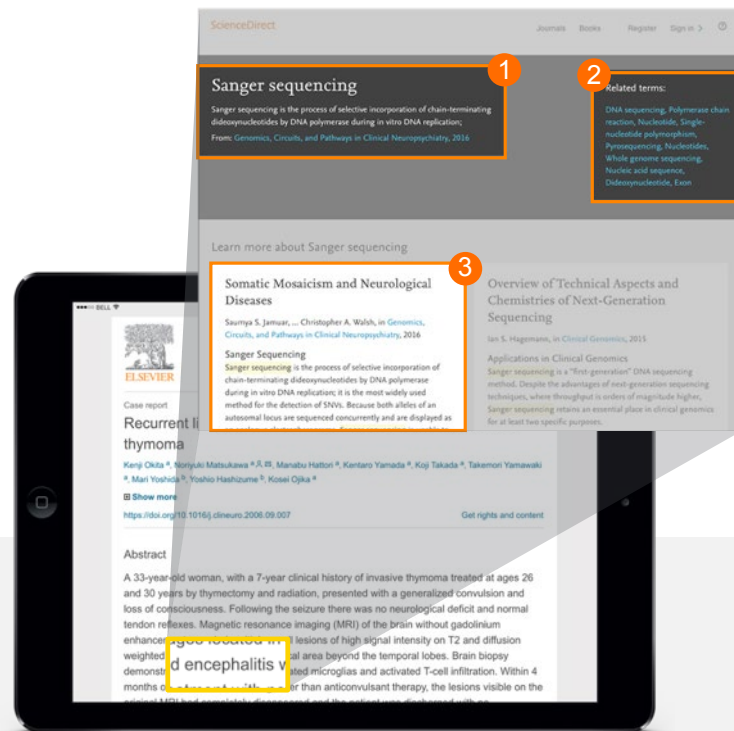 ScienceDirect
Journals Books Register Sign in > ?
1
Sanger sequencing
Sanger sequencing is the process of selective incorporation of chain-terminating
dideoxynucleotides by DNA polymerase during in vitro DNA replication;
From: Genomics, Circuits, and Pathways in Clinical Neuropsychiatry, 2016
2
Related terms:
DNA sequencing, Polymerase chain
reaction, Nucleotide, Single-
nucleotide polymorphism,
Pyrosequencing, Nucleotides,
Whole genome sequencing,
Nucleic acid sequence,
Dideoxynucleotide, Exon
Learn more about Sanger sequencing
3
Somatic Mosaicism and Neurological
Diseases
Saumya S. Jamuar, ... Christopher A. Walsh, in Genomics,
Circuits, and Pathways in Clinical Neuropsychiatry, 2016
Sanger Sequencing
Sanger sequencing is the process of selective incorporation of
chain-terminating dideoxynucleotides by DNA polymerase
during in vitro DNA replication; it is the most widely used
method for the detection of SNVs. Because both alleles of an
autosomal locus are sequenced concurrently and are displayed as
Overview of Technical Aspects and
Chemistries of Next-Generation
Sequencing
Ian S. Hagemann, in Clinical Genomics, 2015
Applications in Clinical Genomics
Sanger sequencing is a "first-generation" DNA sequencing
method. Despite the advantages of next-generation sequencing
techniques, where throughput is orders of magnitude higher,
Sanger sequencing retains an essential place in clinical genomics
for at least two specific purposes.
BELL
ELSEVIER
Case report
Recurrent li
thymoma
Kenji Okita a, Noriyuki Matsukawa a, Manabu Hattori a, Kentaro Yamada a, Koji Takada a, Takemori Yamawaki
a, Mari Yoshida b, Yoshio Hashizume b, Kosei Ojika a
Show more
https://doi.org/10.1016/j.clineuro.2006.09.007 Get rights and content
Abstract
A 33-year-old woman, with a 7-year clinical history of invasive thymoma treated at ages 26
and 30 years by thymectomy and radiation, presented with a generalized convulsion and
loss of consciousness. Following the seizure there was no neurological deficit and normal
tendon reflexes. Magnetic resonance imaging (MRI) of the brain without gadolinium
enhancer lesions of high signal intensity on T2 and diffusion
weighted al area beyond the temporal lobes. Brain biopsy
d encephalitis w
demonstr ated microglias and activated T-cell infiltration. Within 4
months o er than anticonvulsant therapy, the lesions visible on the